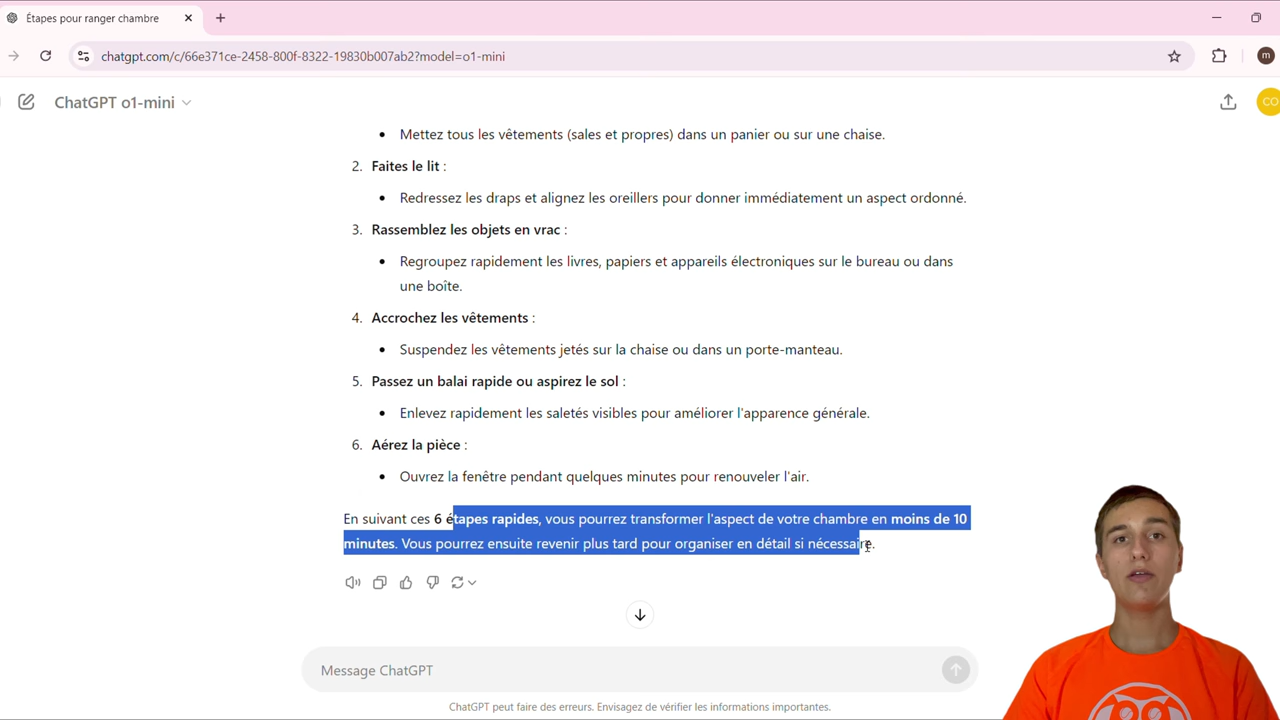 Étapes pour ranger chambre
chatgpt.com/c/66e371ce-2458-800f-8322-19830b007ab2?model=o1-mini
m
ChatGPT o1-mini
CO
• Mettez tous les vêtements (sales et propres) dans un panier ou sur une chaise.
2. Faites le lit :
• Redressez les draps et alignez les oreillers pour donner immédiatement un aspect ordonné.
3. Rassemblez les objets en vrac :
• Regroupez rapidement les livres, papiers et appareils électroniques sur le bureau ou dans
une boîte.
4. Accrochez les vêtements :
• Suspendez les vêtements jetés sur la chaise ou dans un porte-manteau.
5. Passez un balai rapide ou aspirez le sol :
• Enlevez rapidement les saletés visibles pour améliorer l'apparence générale.
6. Aérez la pièce :
• Ouvrez la fenêtre pendant quelques minutes pour renouveler l'air.
En suivant ces 6 étapes rapides, vous pourrez transformer l'aspect de votre chambre en moins de 10
minutes. Vous pourrez ensuite revenir plus tard pour organiser en détail si nécessaire.
Message ChatGPT
ChatGPT peut faire des erreurs. Envisagez de vérifier les informations importantes.